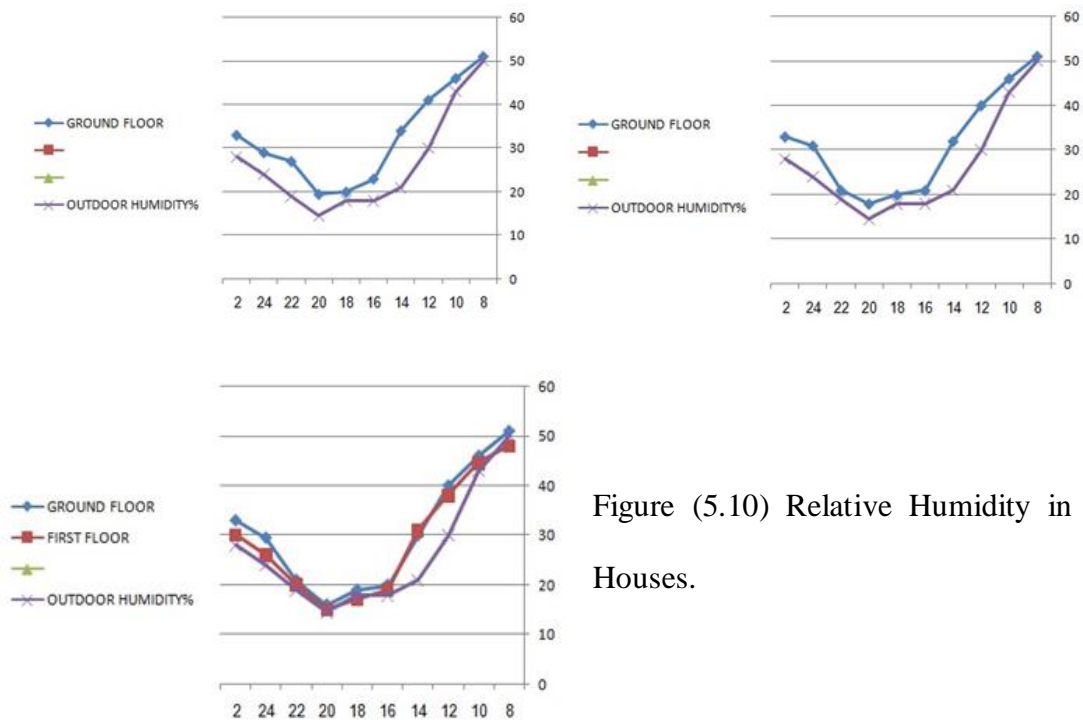 60
50
40
30
20
10
0
GROUND FLOOR
OUTDOOR HUMIDITY%
2 24 22 20 18 16 14 12 10 8
60
50
40
30
20
10
0
GROUND FLOOR
OUTDOOR HUMIDITY%
2 24 22 20 18 16 14 12 10 8
60
50
40
30
20
10
0
GROUND FLOOR
FIRST FLOOR
OUTDOOR HUMIDITY%
2 24 22 20 18 16 14 12 10 8
Figure (5.10) Relative Humidity in
Houses.